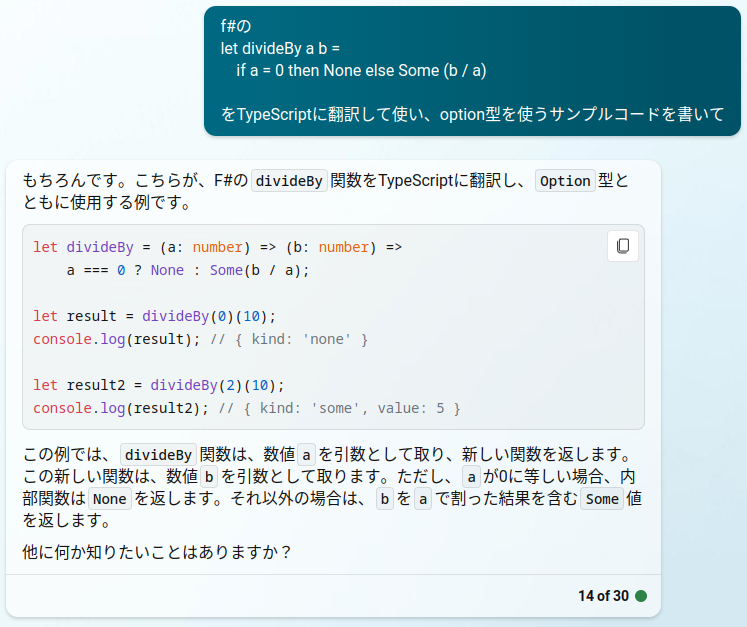 f#の
let divideBy a b =
    if a = 0 then None else Some (b / a)
をTypeScriptに翻訳して使い、option型を使うサンプルコードを書いて
もちろんです。こちらが、F#の divideBy 関数をTypeScriptに翻訳し、 Option 型と
ともに使用する例です。
let divideBy = (a: number) => (b: number) =>
    a === 0 ? None : Some(b / a);
let result = divideBy(0)(10);
console.log(result); // { kind: 'none' }
let result2 = divideBy(2)(10);
console.log(result2); // { kind: 'some', value: 5 }
この例では、 divideBy 関数は、数値 a を引数として取り、新しい関数を返します。
この新しい関数は、数値 b を引数として取ります。ただし、 a が0に等しい場合、内
部関数は None を返します。それ以外の場合は、 b を a で割った結果を含む Some 値
を返します。
他に何か知りたいことはありますか？
14 of 30